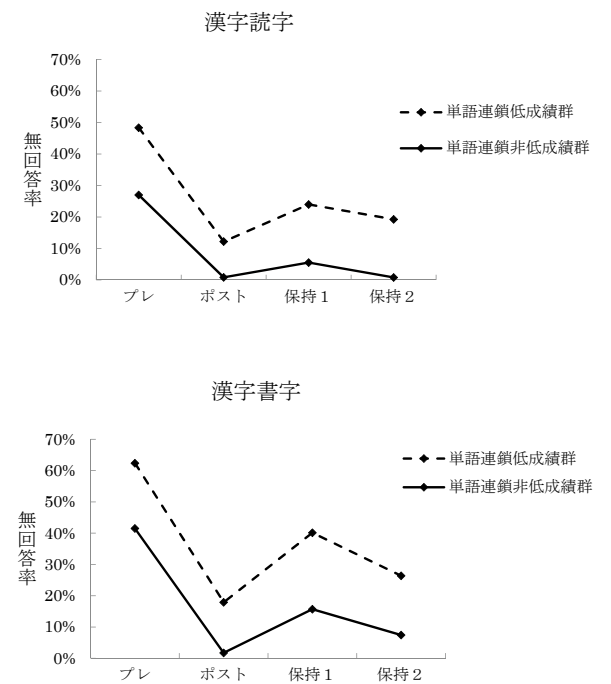 漢字読字
70%
60%
50%
40%
30%
20%
10%
0%
無回答率
プレ ポスト 保持1 保持2
単語連鎖低成績群
単語連鎖非低成績群
漢字書字
70%
60%
50%
40%
30%
20%
10%
0%
無回答率
プレ ポスト 保持1 保持2
単語連鎖低成績群
単語連鎖非低成績群